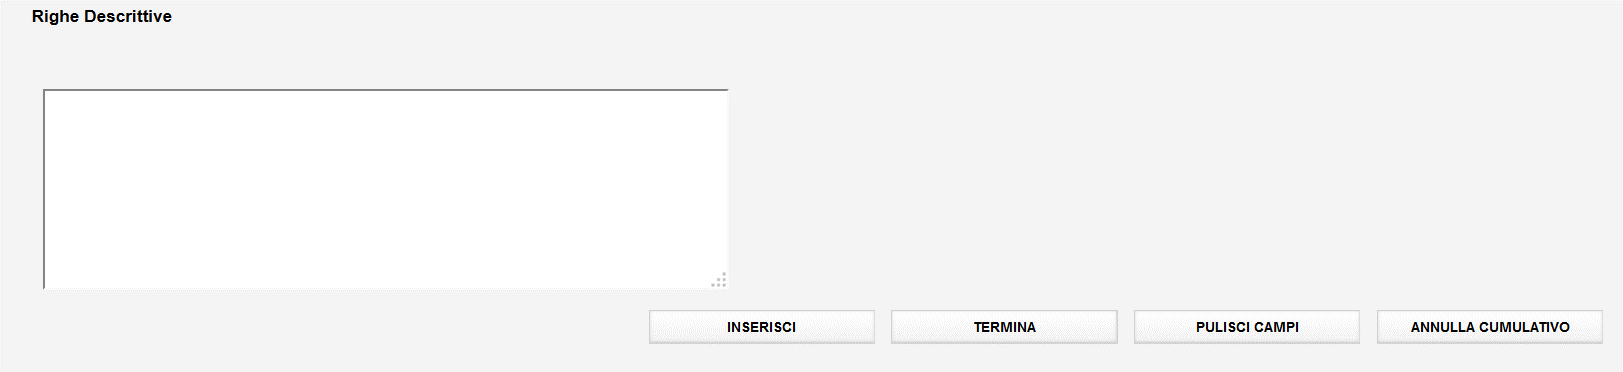 Righe Descrittive
INSERISCI TERMINA PULISCI CAMPI ANNULLA CUMULATIVO